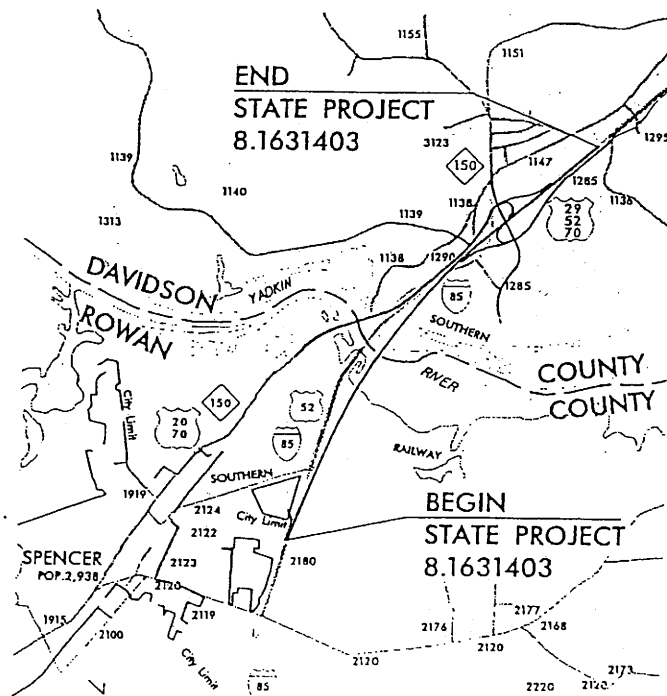 1155
1151
END
STATE PROJECT
8.1631403
3123
1295
1139
150
1147
1140
1285
1138
1136
29
52
70
1313
1139
1138
1290
85
1285
DAVIDSON
YADKIN
ROWAN
SOUTHERN
RIVER
COUNTY
COUNTY
150
52
20
70
City Limit
85
RAILWAY
SOUTHERN
1919
2124
City Limit
BEGIN
STATE PROJECT
8.1631403
2122
SPENCER
POP. 2,938
2123
2180
2120
2119
1915
2100
2177
2176
2168
2120
2120
City Limit
85
2173
2220
2120